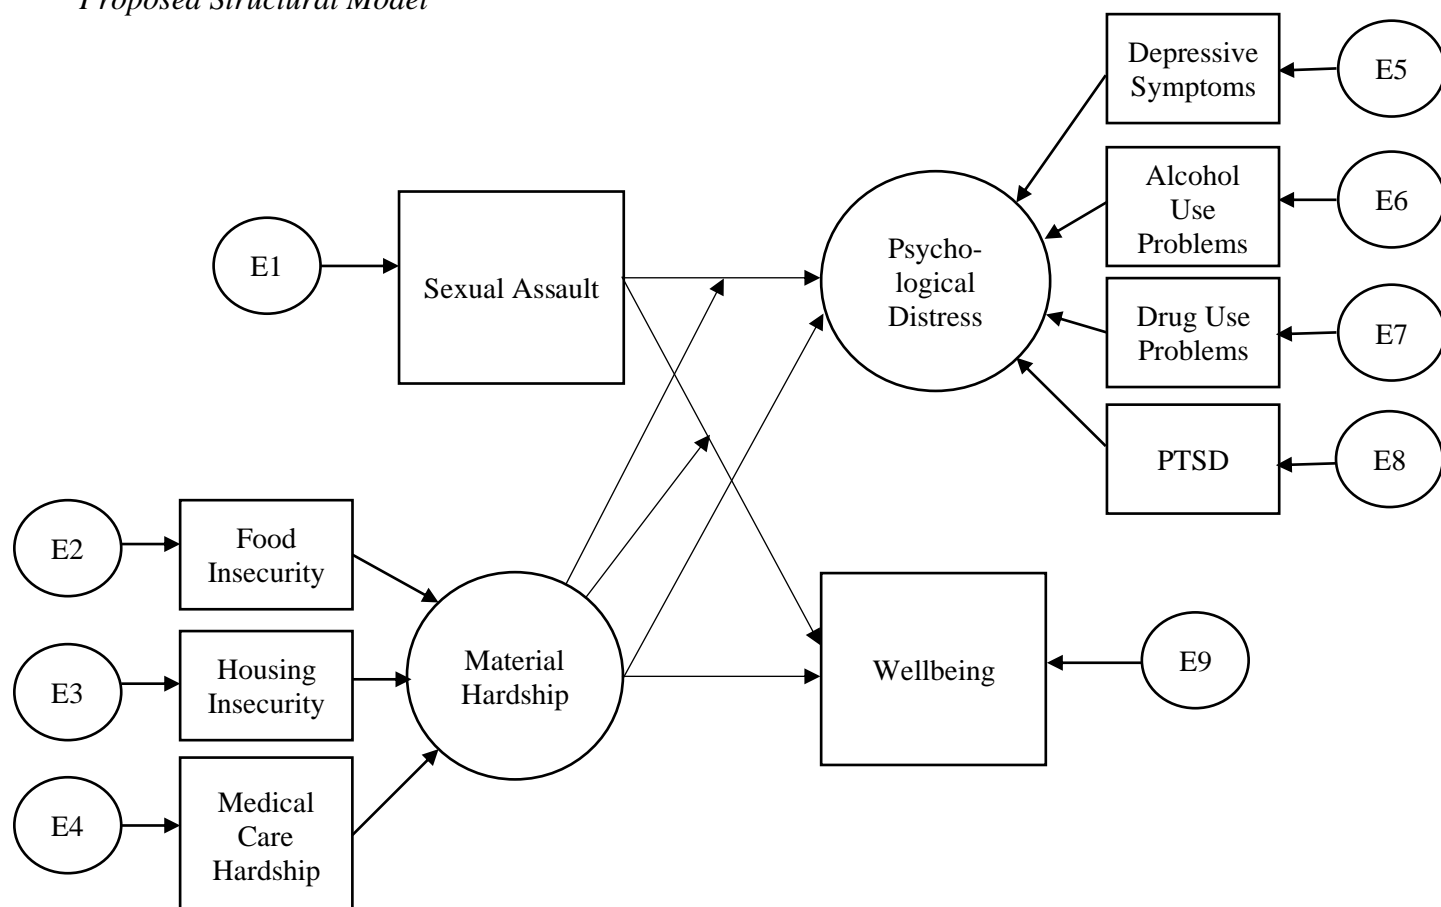 Proposed Structural Model
Depressive
Symptoms
E5
Alcohol
Use
Problems
E6
Psycho-
logical
Distress
E1
Sexual Assault
Drug Use
Problems
E7
PTSD
E8
E2
Food
Insecurity
E3
Housing
Insecurity
Material
Hardship
Wellbeing
E9
E4
Medical
Care
Hardship